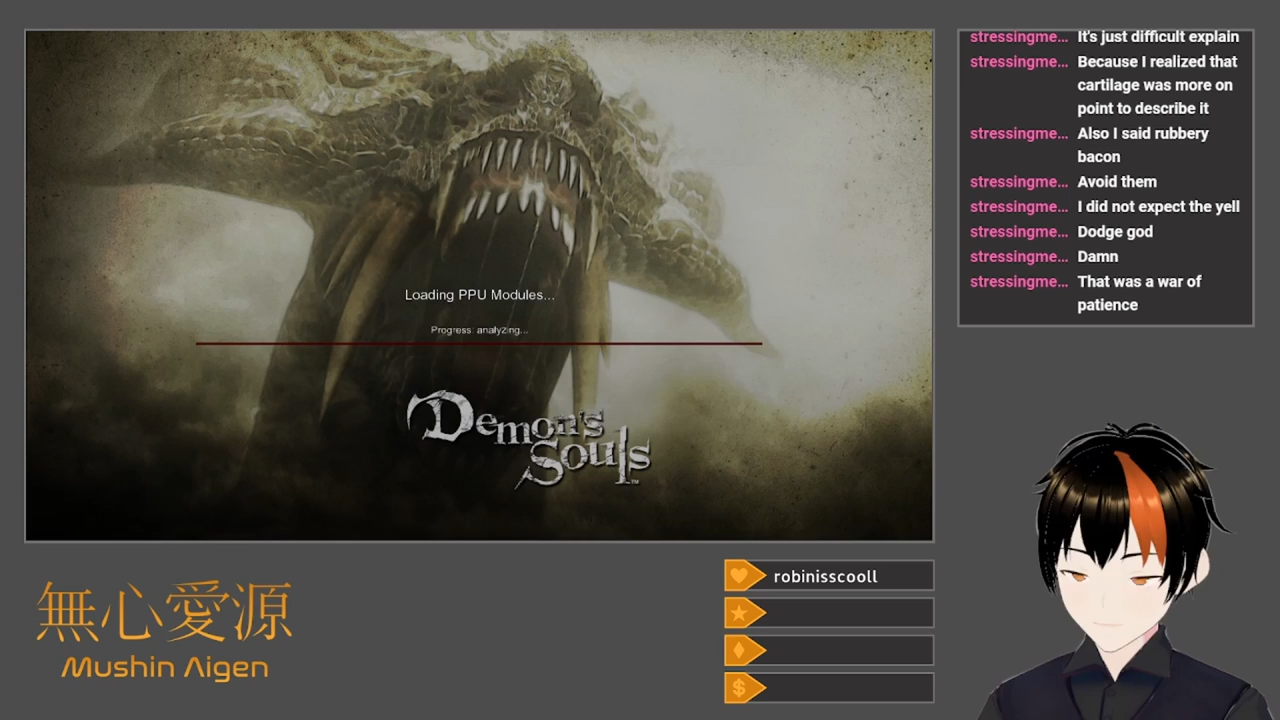 Loading PPU Modules...
Progress: analyzing...
Demon's
Souls™
stressingme... It's just difficult explain
stressingme... Because I realized that
cartilage was more on
point to describe it
stressingme... Also I said rubbery
bacon
stressingme... Avoid them
stressingme... I did not expect the yell
stressingme... Dodge god
stressingme... Damn
stressingme... That was a war of
patience
無心愛源
Mushin Aigen
robinisscooll
$